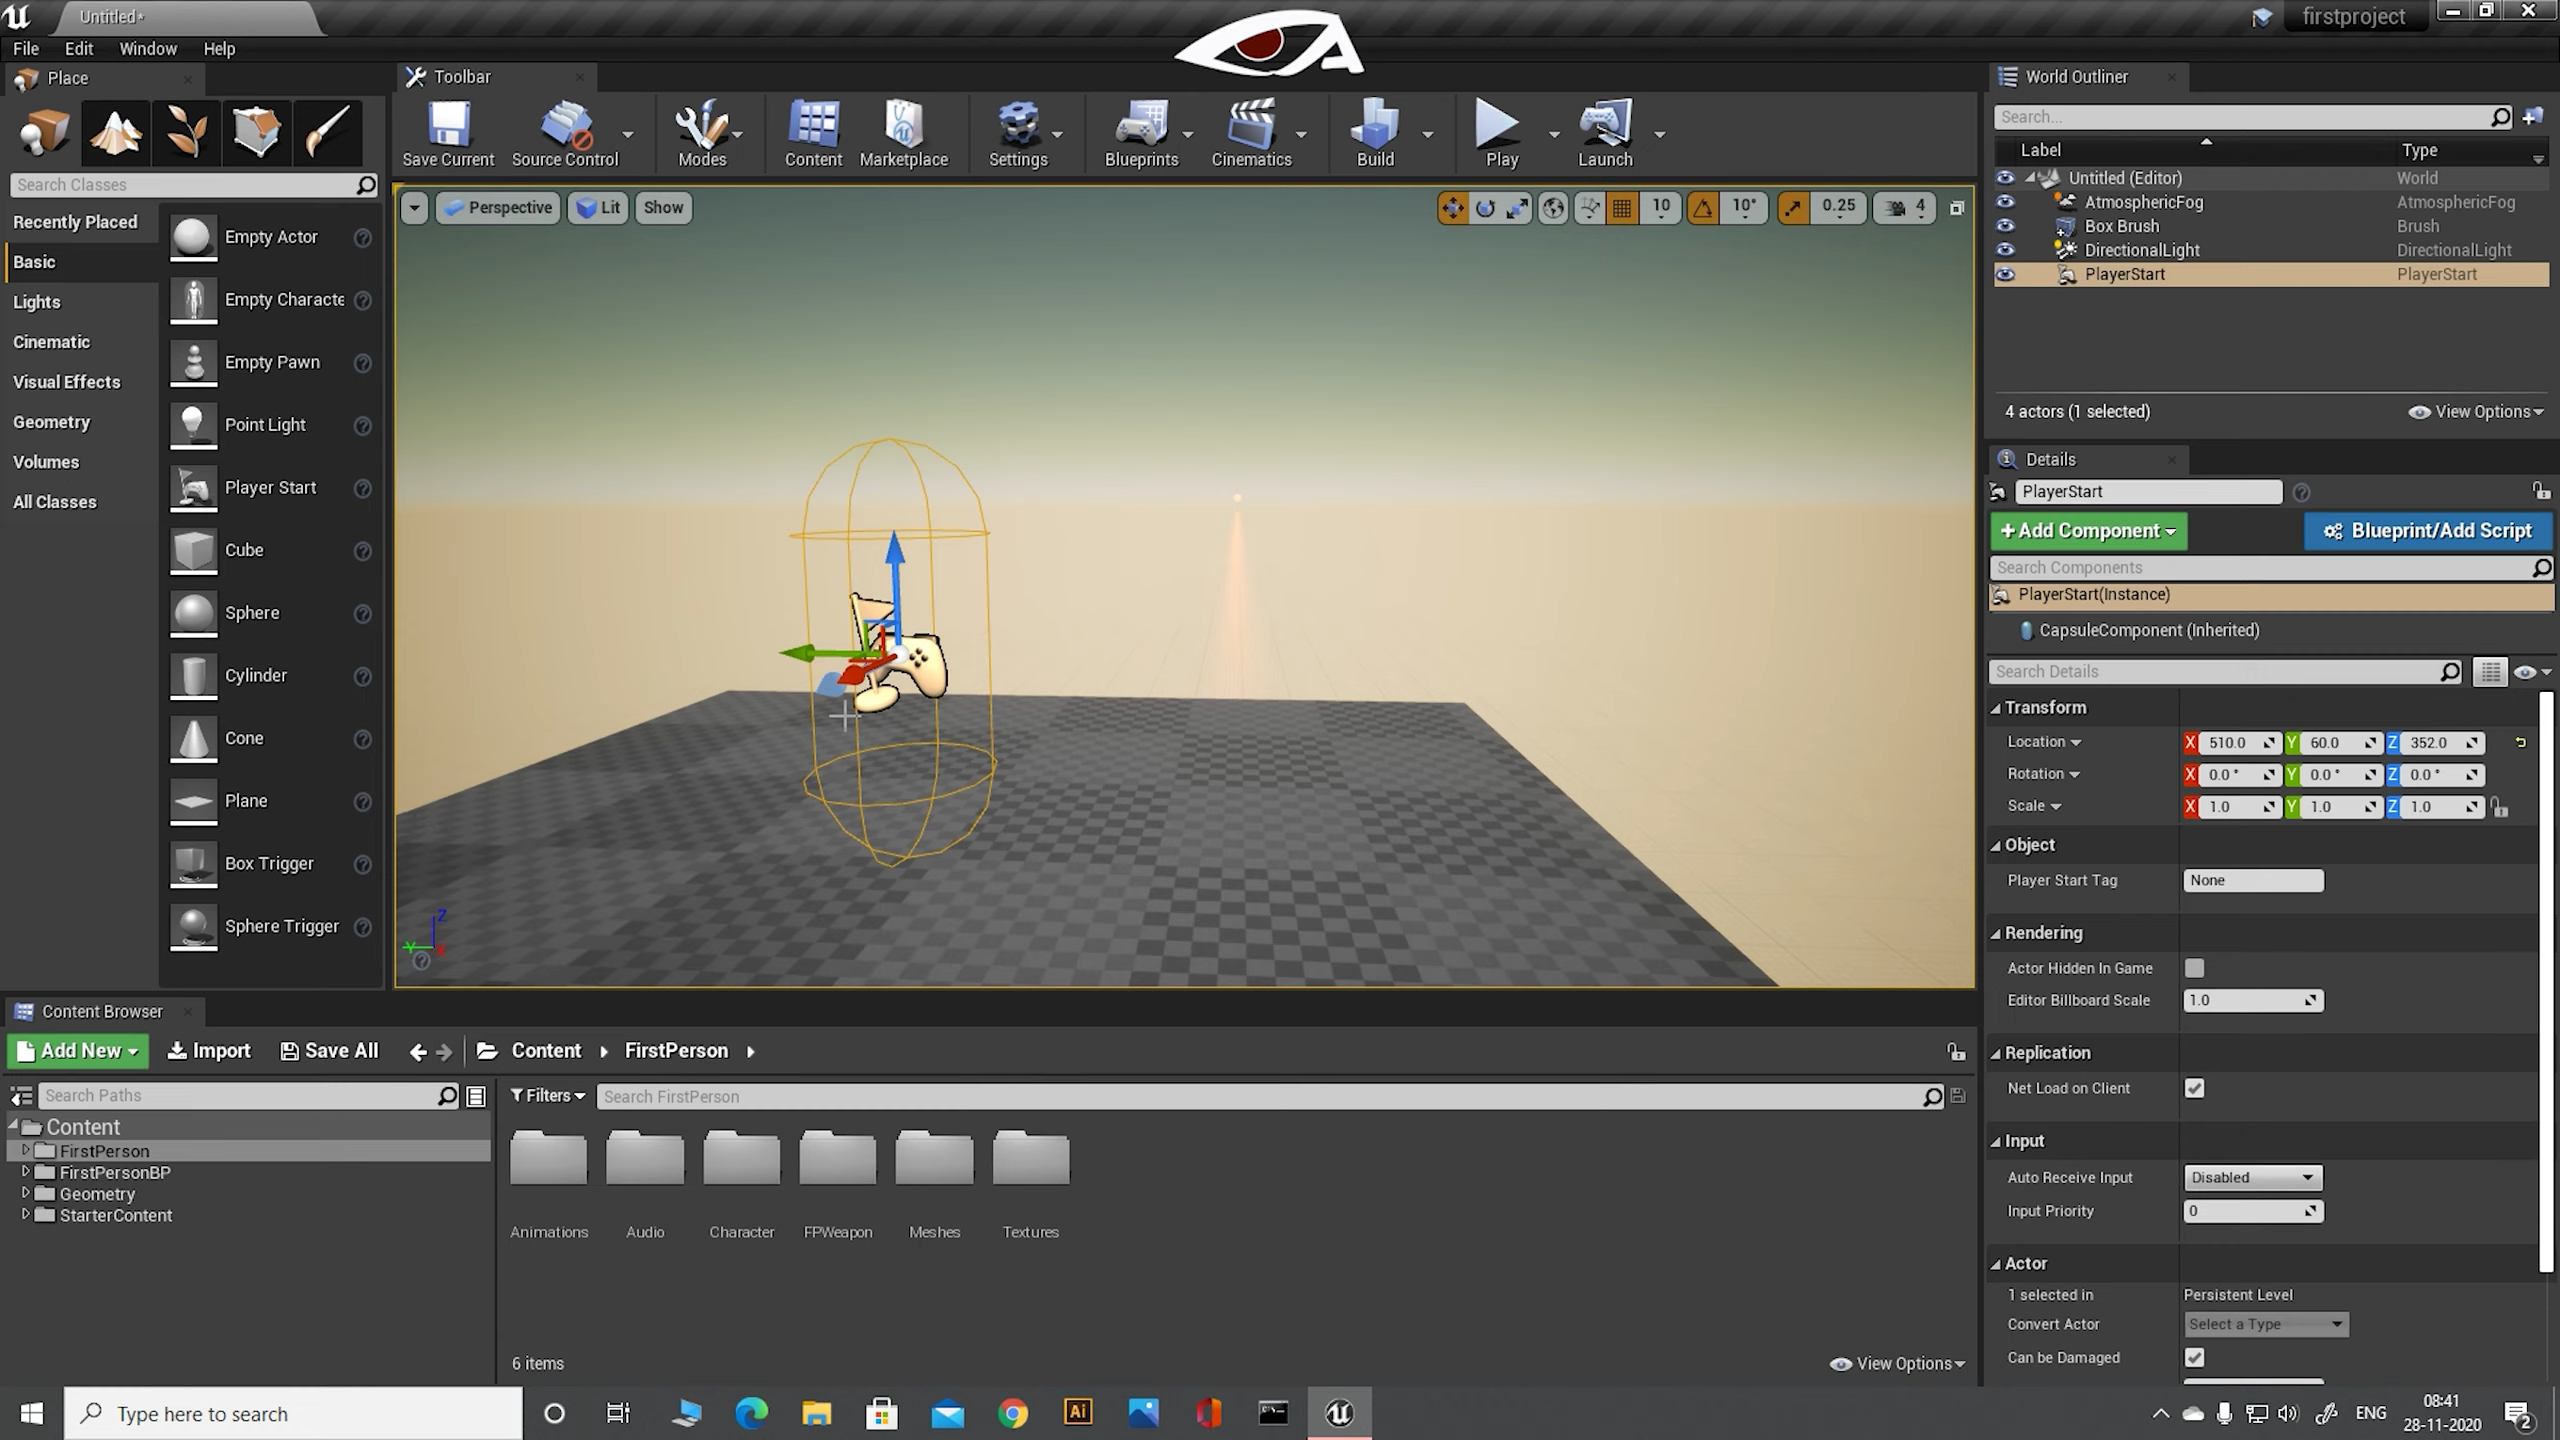 Untitled*
firstproject
File Edit Window Help
Place
Toolbar
World Outliner
Save Current
Source Control
Modes
Content
Marketplace
Settings
Blueprints
Cinematics
Build
Play
Launch
Search...
Label
Type
Search Classes
Perspective
Lit
Show
10
10°
0.25
4
Untitled (Editor) World
AtmosphericFog AtmosphericFog
Box Brush Brush
DirectionalLight DirectionalLight
PlayerStart PlayerStart
4 actors (1 selected)
View Options
Recently Placed
Basic
Lights
Cinematic
Visual Effects
Geometry
Volumes
All Classes
Empty Actor
Empty Characte
Empty Pawn
Point Light
Player Start
Cube
Sphere
Cylinder
Cone
Plane
Box Trigger
Sphere Trigger
Z
Y
X
Details
PlayerStart
+Add Component
Blueprint/Add Script
Search Components
PlayerStart(Instance)
CapsuleComponent (Inherited)
Search Details
Transform
Location X 510.0 Y 60.0 Z 352.0
Rotation X 0.0° Y 0.0° Z 0.0°
Scale X 1.0 Y 1.0 Z 1.0
Object
Player Start Tag None
Rendering
Actor Hidden In Game
Editor Billboard Scale 1.0
Replication
Net Load on Client
Input
Auto Receive Input Disabled
Input Priority 0
Actor
1 selected in Persistent Level
Convert Actor Select a Type
Can be Damaged
Content Browser
Add New
Import
Save All
Content
FirstPerson
Search Paths
Filters
Search FirstPerson
Content
FirstPerson
FirstPersonBP
Geometry
StarterContent
Animations
Audio
Character
FPWeapon
Meshes
Textures
6 items
View Options
Type here to search
Ai
ENG
08:41
28-11-2020
2